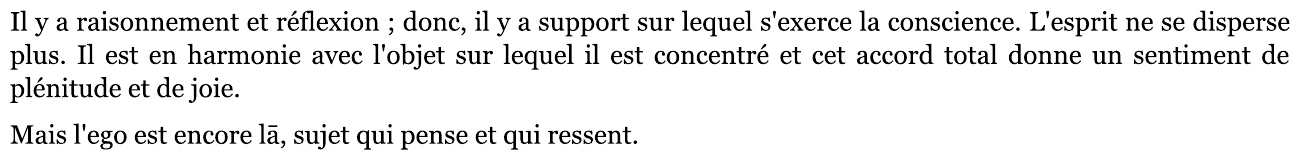 Il y a raisonnement et réflexion ; donc, il y a support sur lequel s'exerce la conscience. L'esprit ne se disperse
plus. Il est en harmonie avec l'objet sur lequel il est concentré et cet accord total donne un sentiment de
plénitude et de joie.
Mais l'ego est encore lā, sujet qui pense et qui ressent.